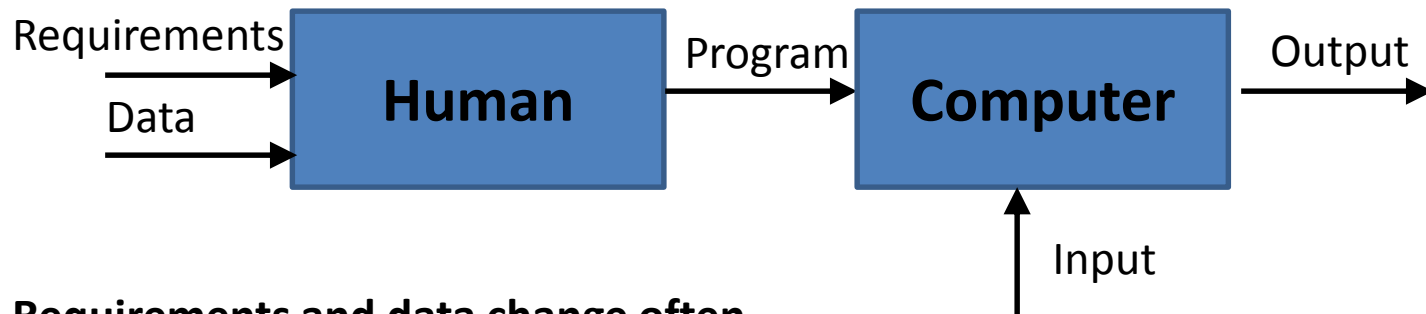 Requirements
Data
Human
Program
Computer
Output
Input
Requirements and data change often